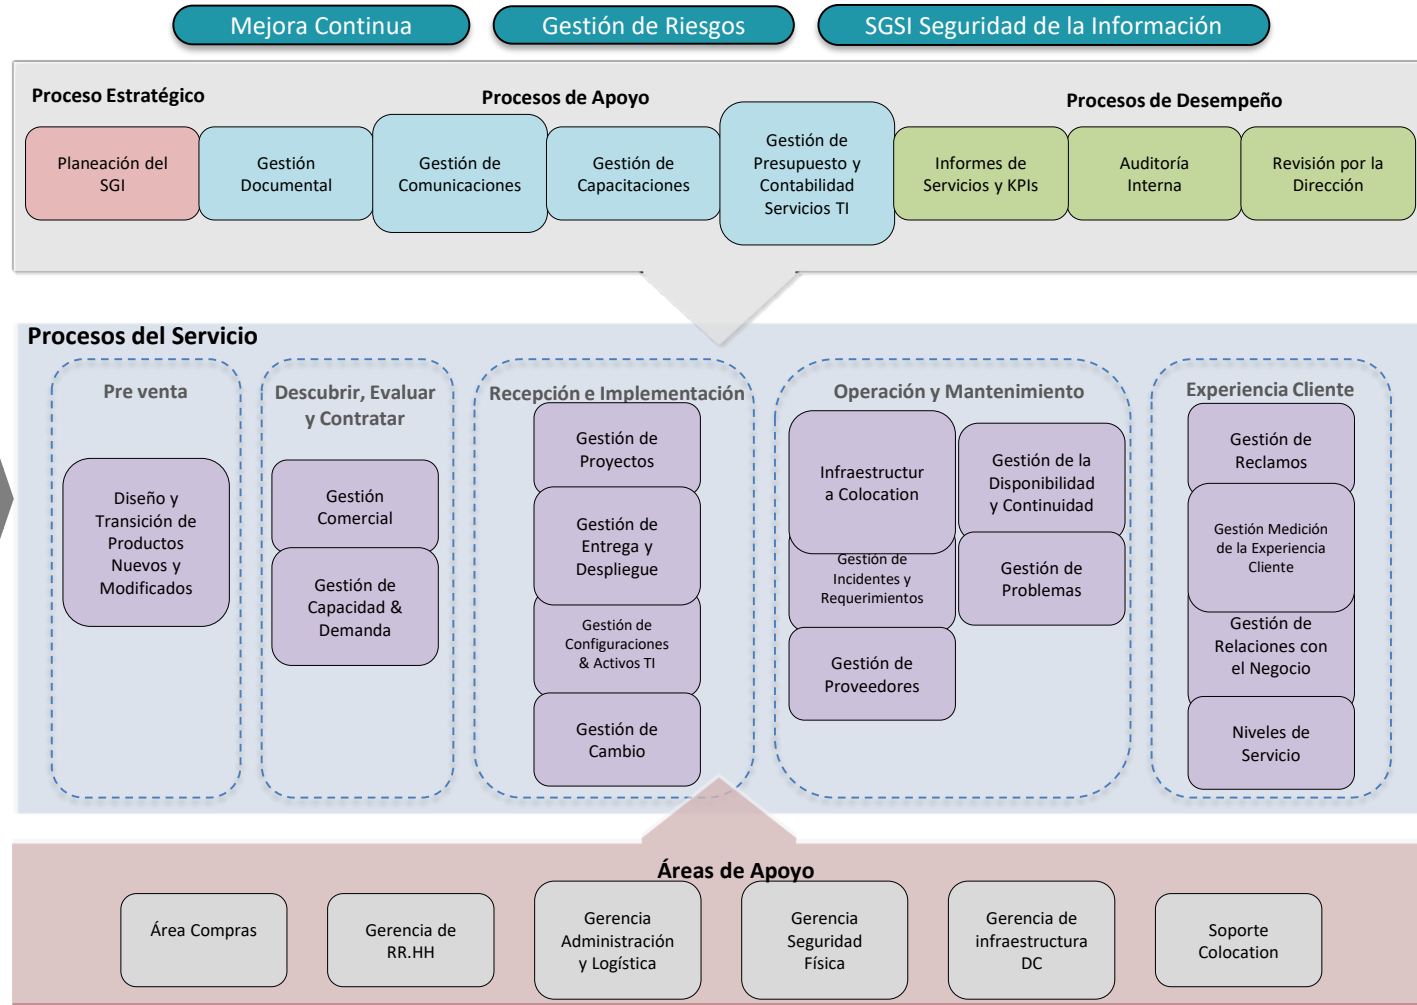 Mejora Continua
Gestión de Riesgos
SGSI Seguridad de la Información
Proceso Estratégico
Procesos de Apoyo
Procesos de Desempeño
Planeación del
SGI
Gestión
Documental
Gestión de
Comunicaciones
Gestión de
Capacitaciones
Gestión de
Presupuesto y
Contabilidad
Servicios TI
Informes de
Servicios y KPIs
Auditoría
Interna
Revisión por la
Dirección
Procesos del Servicio
Pre venta
Diseño y
Transición de
Productos
Nuevos y
Modificados
Descubrir, Evaluar
y Contratar
Gestión
Comercial
Gestión de
Capacidad &
Demanda
Recepción e Implementación
Gestión de
Proyectos
Gestión de
Entrega y
Despliegue
Gestión de
Configuraciones
& Activos TI
Gestión de
Cambio
Operación y Mantenimiento
Infraestructur
a Colocation
Gestión de
Incidentes y
Requerimientos
Gestión de
Proveedores
Gestión de la
Disponibilidad
y Continuidad
Gestión de
Problemas
Experiencia Cliente
Gestión de
Reclamos
Gestión Medición
de la Experiencia
Cliente
Gestión de
Relaciones con
el Negocio
Niveles de
Servicio
Áreas de Apoyo
Área Compras
Gerencia de
RR.HH
Gerencia
Administración
y Logística
Gerencia
Seguridad
Física
Gerencia de
infraestructura
DC
Soporte
Colocation